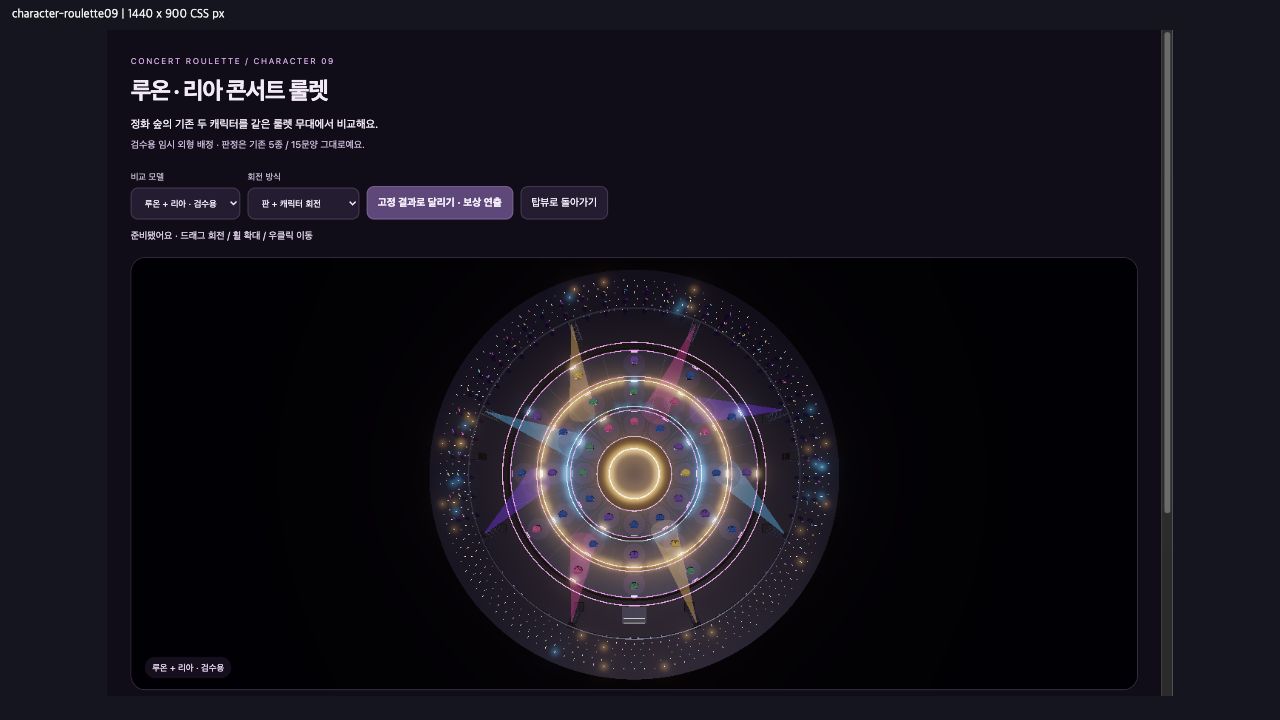 character-roulette09 | 1440 x 900 CSS px
CONCERT ROULETTE / CHARACTER 09
루온 · 리아 콘서트 룰렛
정화 숲의 기존 두 캐릭터를 같은 룰렛 무대에서 비교해요.
검수용 임시 외형 배정 · 판정은 기존 5종 / 15문양 그대로예요.
비교 모델
회전 방식
루온 + 리아 · 검수용
판 + 캐릭터 회전
고정 결과로 달리기 · 보상 연출
탑뷰로 돌아가기
준비됐어요 · 드래그 회전 / 휠 확대 / 우클릭 이동
루온 + 리아 · 검수용